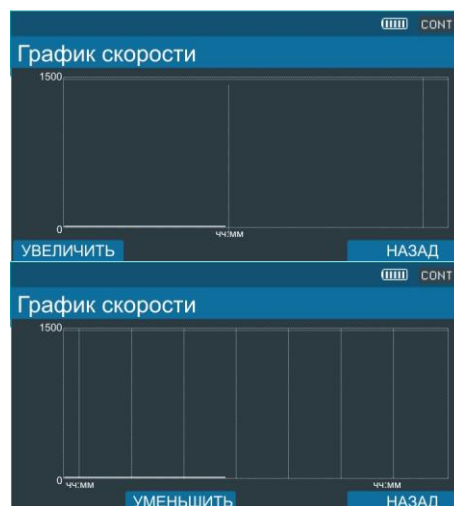 CONT
График скорости
1500
0
чч:мм
УВЕЛИЧИТЬ НАЗАД
CONT
График скорости
1500
0
чч:мм чч:мм
УМЕНЬШИТЬ НАЗАД